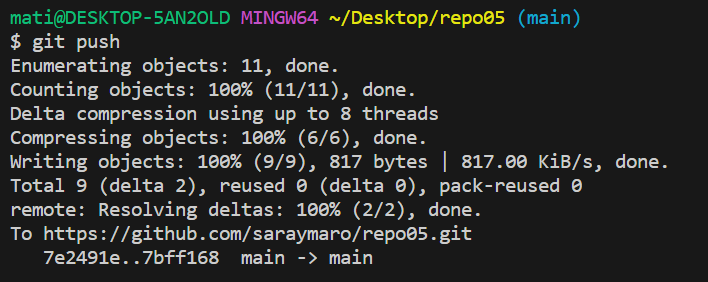 mati@DESKTOP-5AN2OLD MINGW64 ~/Desktop/repo05 (main)
$ git push
Enumerating objects: 11, done.
Counting objects: 100% (11/11), done.
Delta compression using up to 8 threads
Compressing objects: 100% (6/6), done.
Writing objects: 100% (9/9), 817 bytes | 817.00 KiB/s, done.
Total 9 (delta 2), reused 0 (delta 0), pack-reused 0
remote: Resolving deltas: 100% (2/2), done.
To https://github.com/saraymaro/repo05.git
   7e2491e..7bff168  main -> main